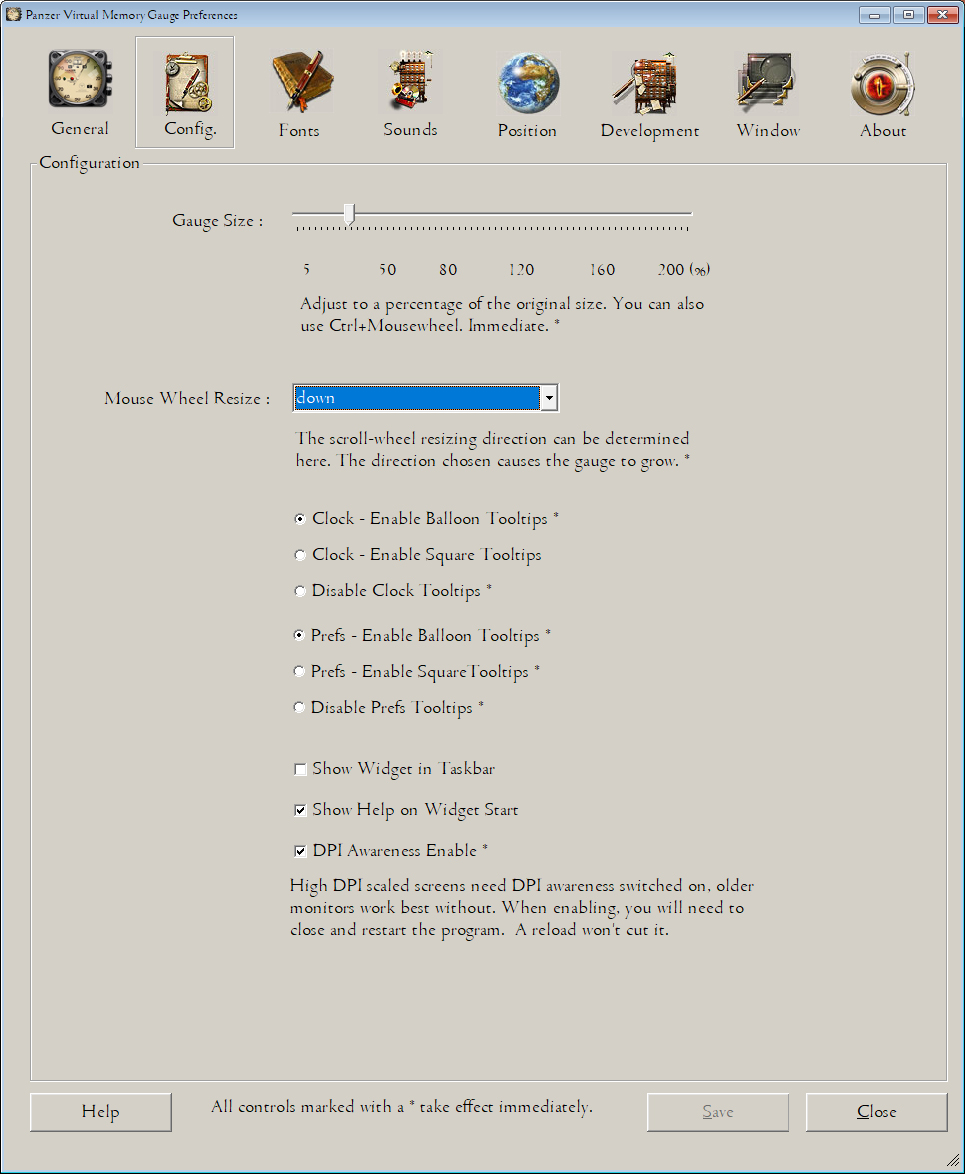 Panzer Virtual Memory Gauge Preferences
General Config. Fonts Sounds Position Development Window About
Configuration
Gauge Size :
5 50 80 120 160 200 (%)
Adjust to a percentage of the original size. You can also
use Ctrl+Mousewheel. Immediate. *
Mouse Wheel Resize : down
The scroll-wheel resizing direction can be determined
here. The direction chosen causes the gauge to grow. *
Clock - Enable Balloon Tooltips *
Clock - Enable Square Tooltips
Disable Clock Tooltips *
Prefs - Enable Balloon Tooltips *
Prefs - Enable SquareTooltips *
Disable Prefs Tooltips *
Show Widget in Taskbar
Show Help on Widget Start
DPI Awareness Enable *
High DPI scaled screens need DPI awareness switched on, older
monitors work best without. When enabling, you will need to
close and restart the program.  A reload won't cut it.
Help All controls marked with a * take effect immediately. Save Close